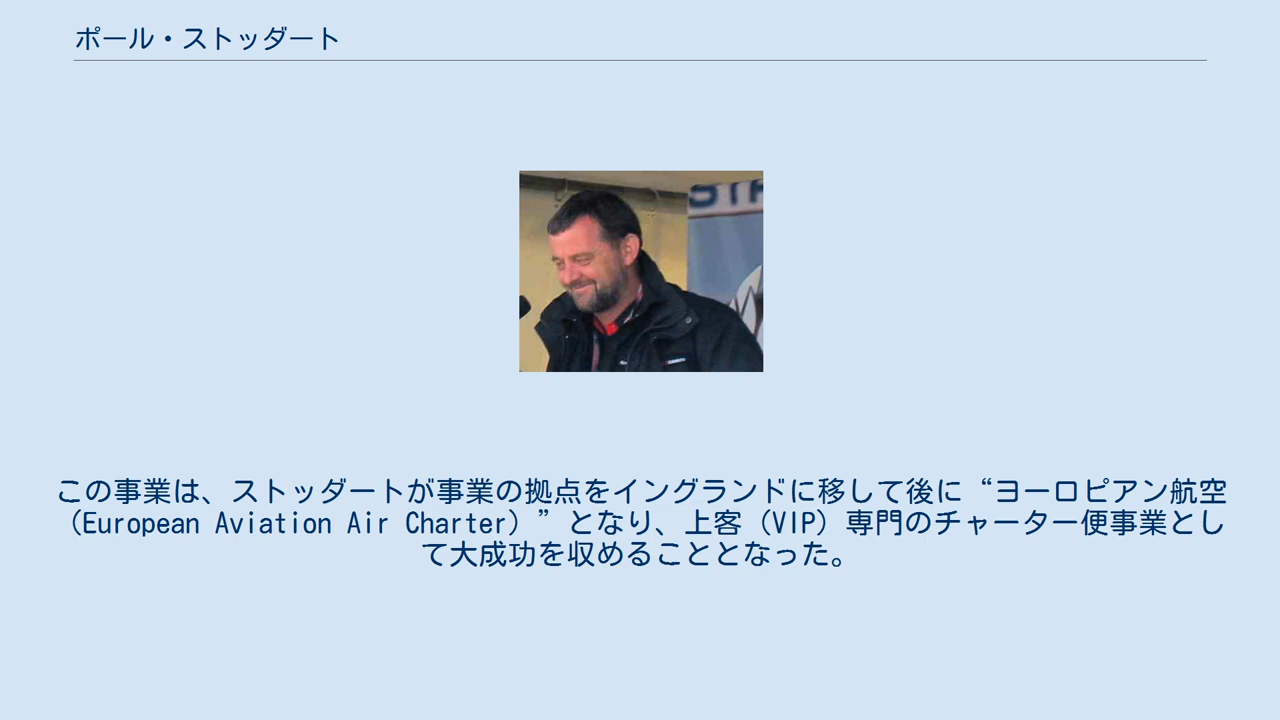 ポール・ストッダート
この事業は、ストッダートが事業の拠点をイングランドに移して後に“ヨーロピアン航空
（European Aviation Air Charter）”となり、上客（VIP）専門のチャーター便事業とし
て大成功を収めることとなった。